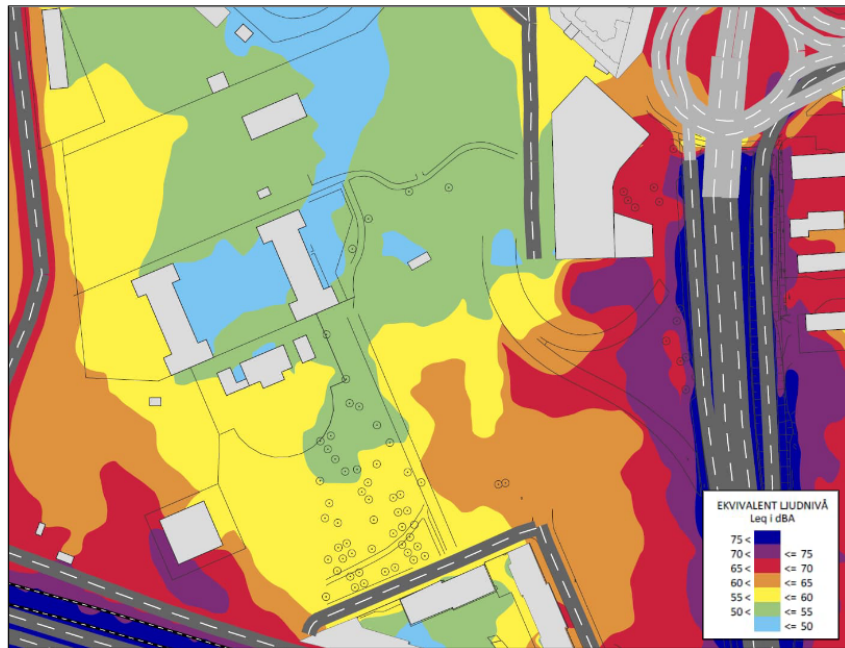 EKVIVALENT LJUDNIVÅ
Leq i dBA
75 <
70 < <= 75
65 < <= 70
60 < <= 65
55 < <= 60
50 < <= 55
<= 50